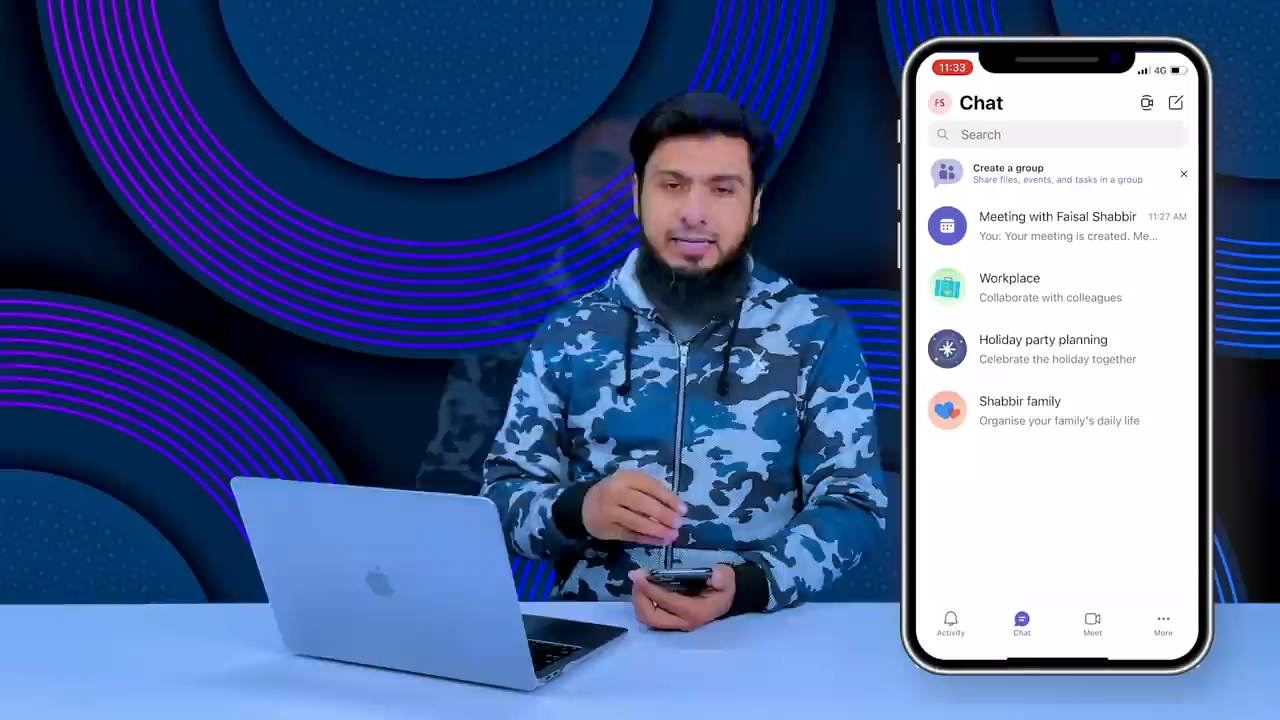 11:33
4G
FS
Chat
Search
Create a group
Share files, events, and tasks in a group
Meeting with Faisal Shabbir
11:27 AM
You: Your meeting is created. Me...
Workplace
Collaborate with colleagues
Holiday party planning
Celebrate the holiday together
Shabbir family
Organise your family's daily life
Activity
Chat
Meet
More